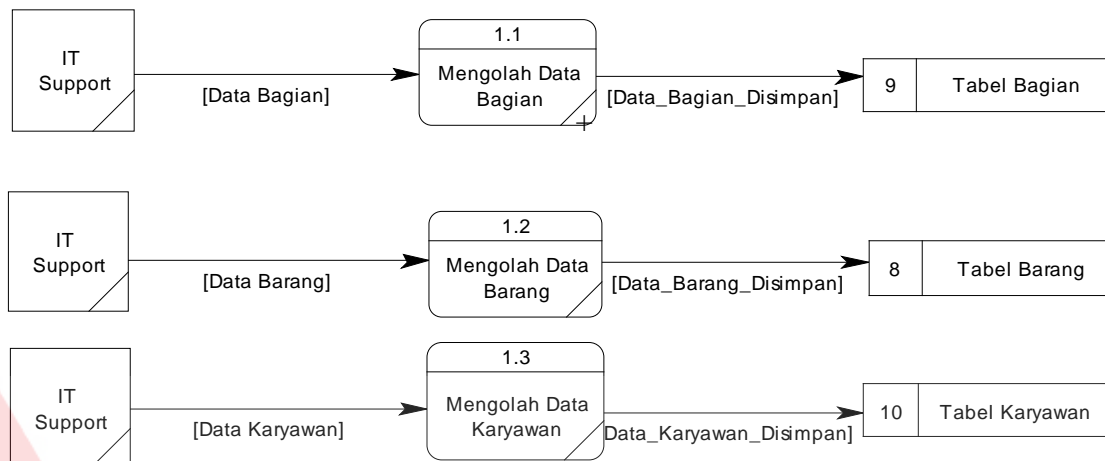 IT
Support
[Data Bagian]
1.1
Mengolah Data
Bagian
[Data_Bagian_Disimpan]
9
Tabel Bagian
IT
Support
[Data Barang]
1.2
Mengolah Data
Barang
[Data_Barang_Disimpan]
8
Tabel Barang
IT
Support
[Data Karyawan]
1.3
Mengolah Data
Karyawan
Data_Karyawan_Disimpan]
10
Tabel Karyawan